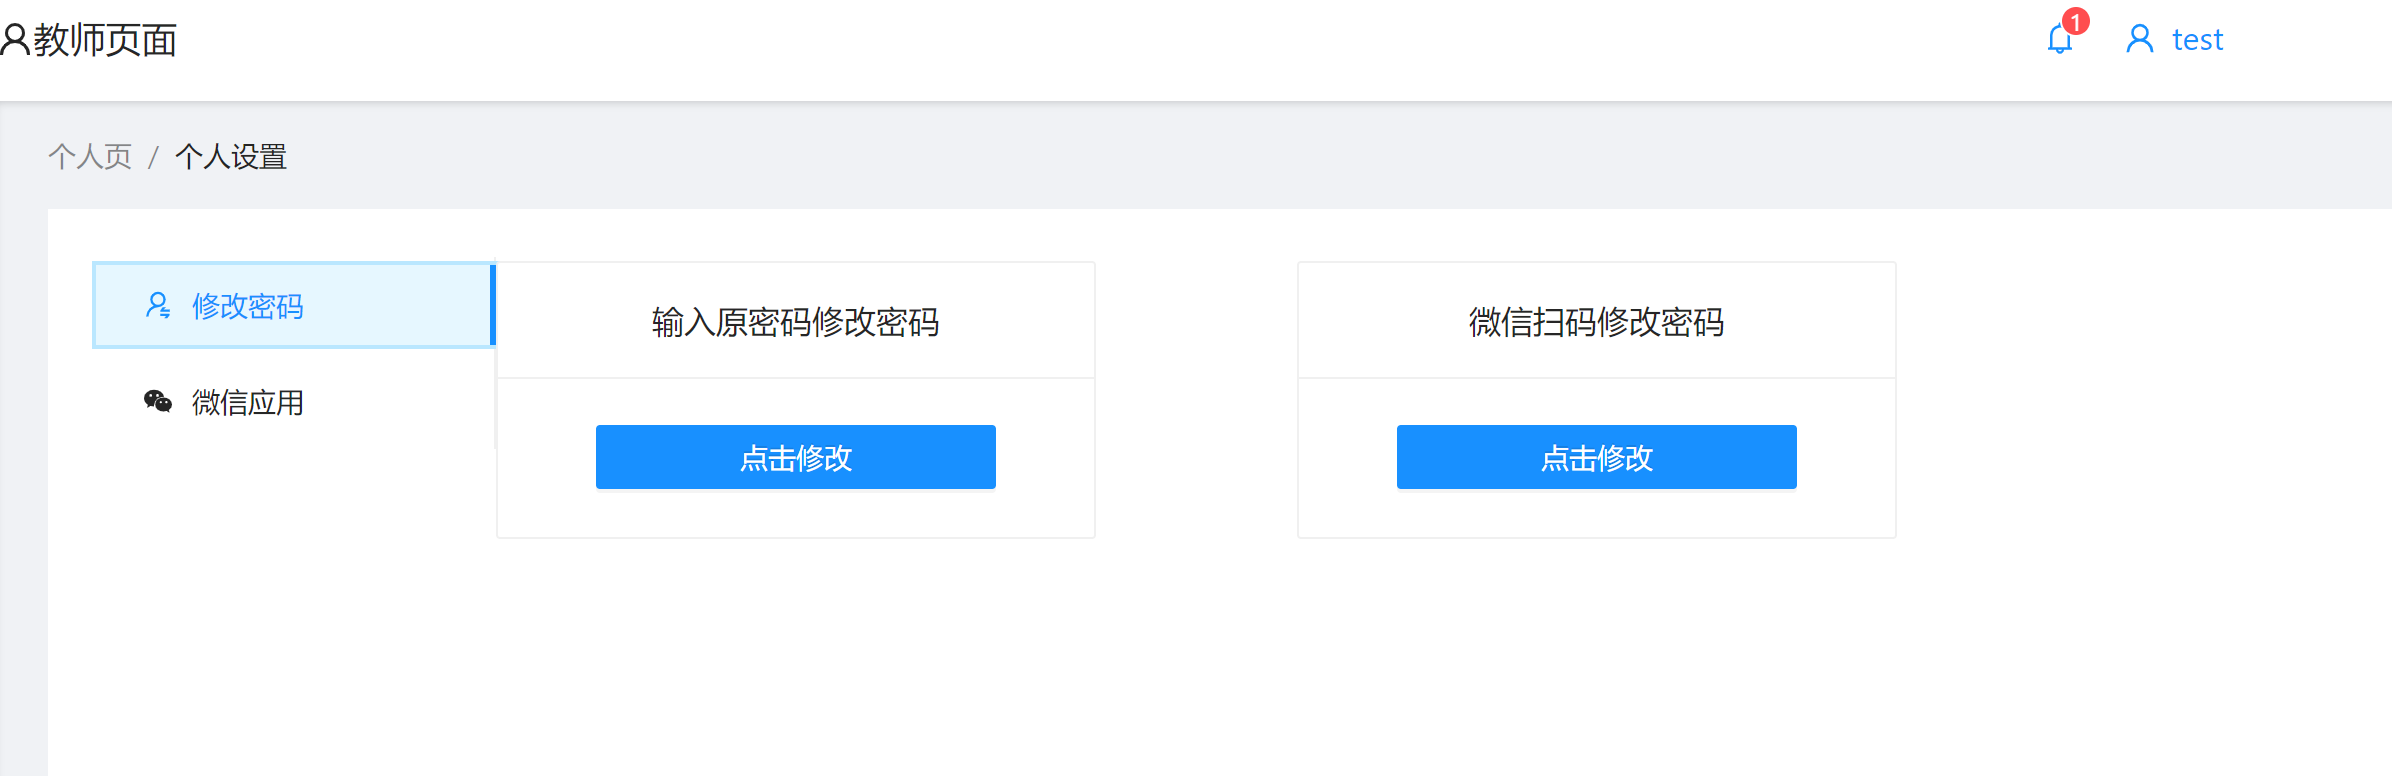 教师页面
1
test
个人页 / 个人设置
修改密码
微信应用
输入原密码修改密码
点击修改
微信扫码修改密码
点击修改